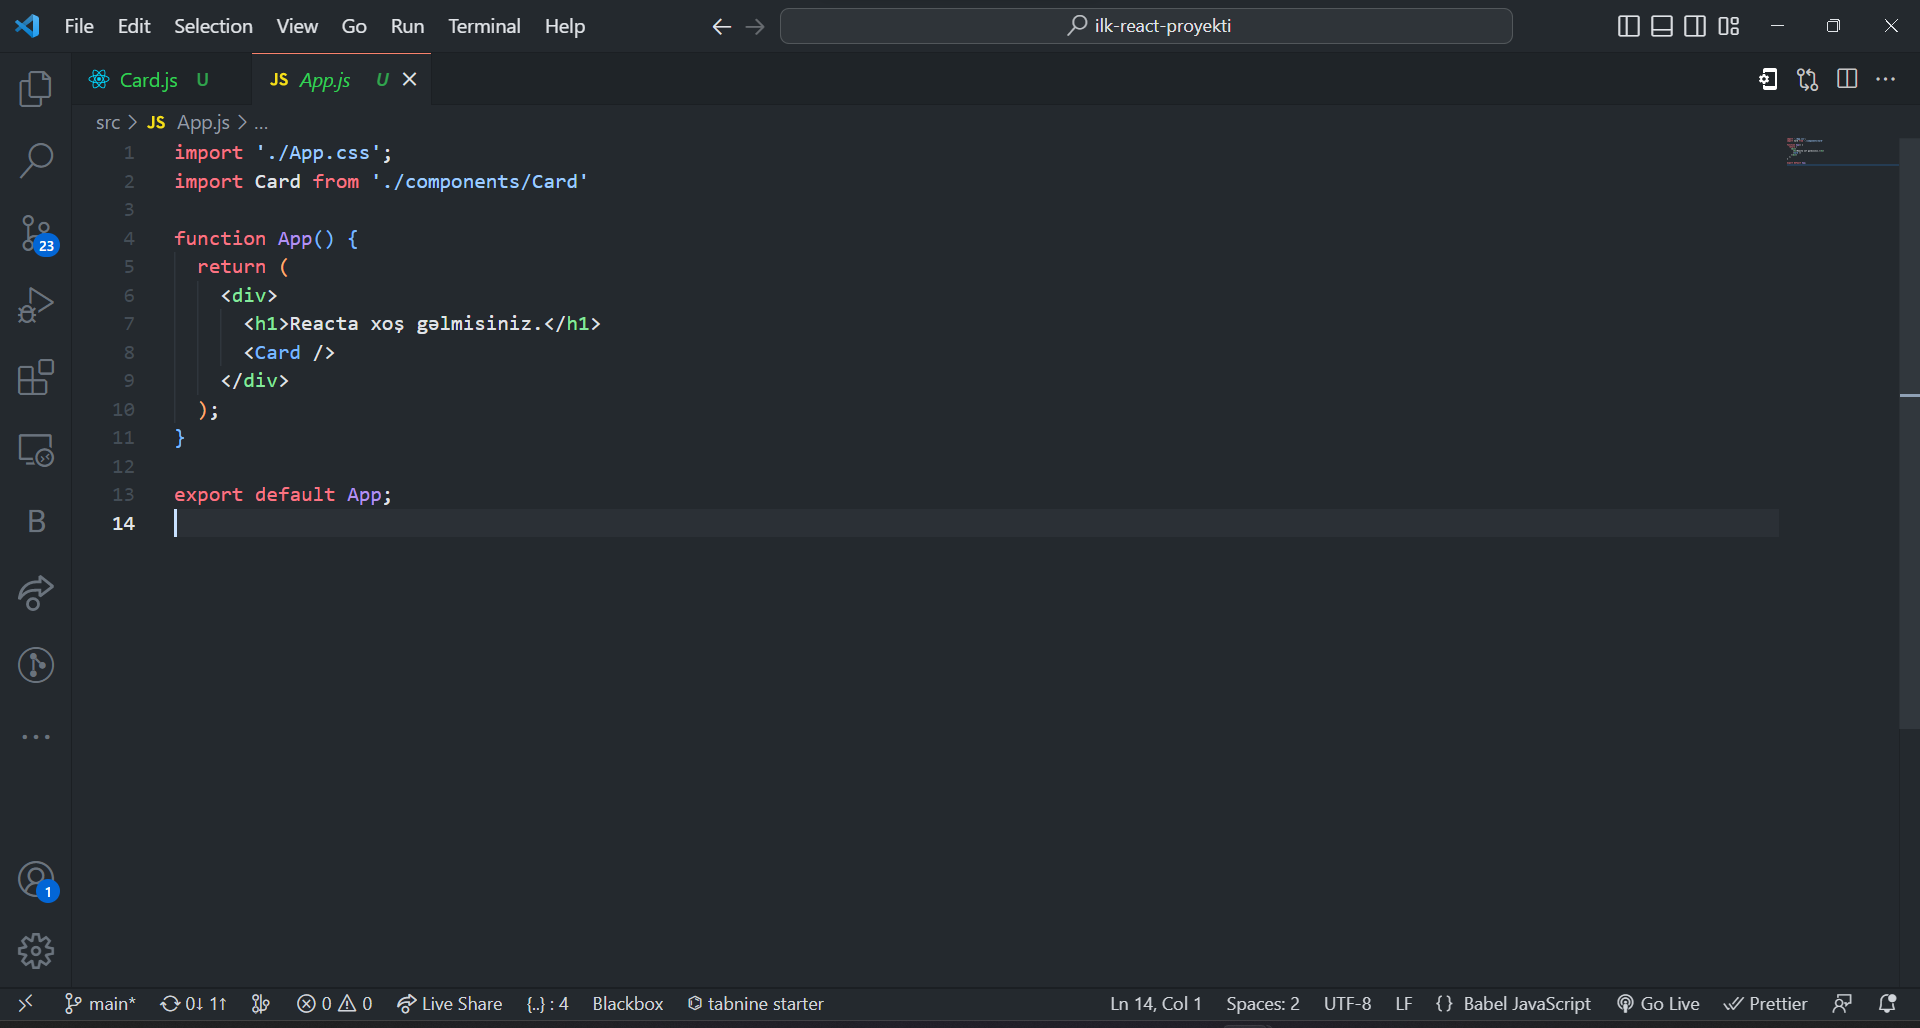 File Edit Selection View Go Run Terminal Help
ilk-react-proyekti
Card.js U
JS App.js U
src > JS App.js > ...
1 import './App.css';
2 import Card from './components/Card'
3
4 function App() {
5 return (
6 <div>
7 <h1>Reacta xoş gəlmisiniz.</h1>
8 <Card />
9 </div>
10 );
11 }
12
13 export default App;
14
23
B
1
main* 0↓ 1↑ 0 0 Live Share {..} : 4 Blackbox tabnine starter
Ln 14, Col 1 Spaces: 2 UTF-8 LF {} Babel JavaScript Go Live Prettier